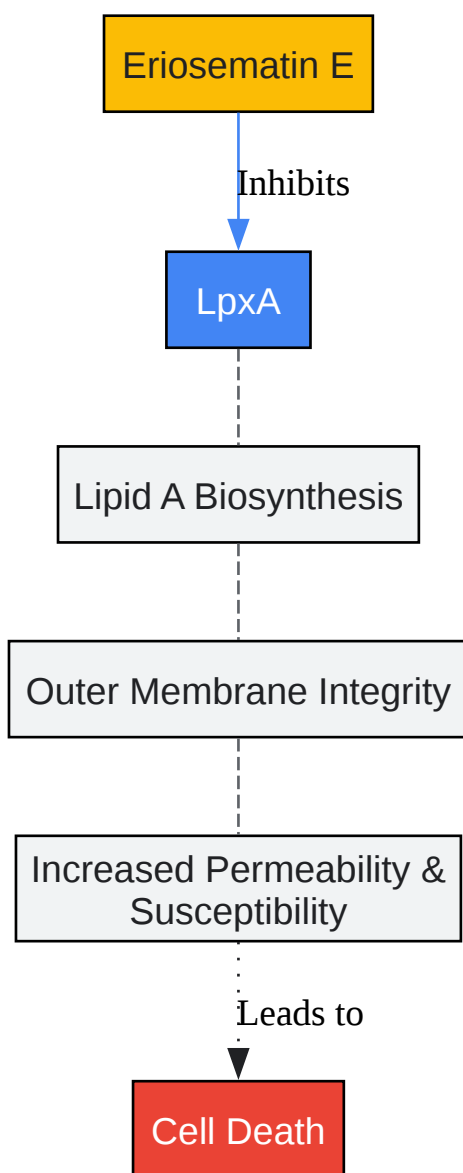 Eriosematin E
Inhibits
LpxA
Lipid A Biosynthesis
Outer Membrane Integrity
Increased Permeability &
Susceptibility
Leads to
Cell Death